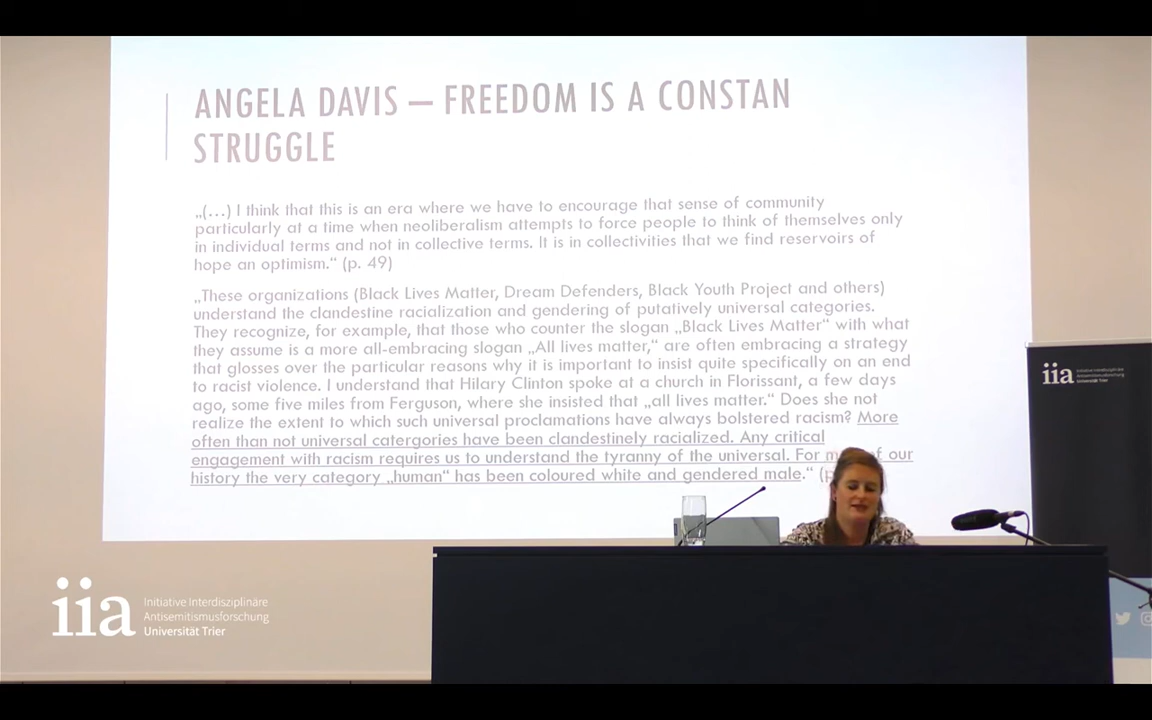 ANGELA DAVIS – FREEDOM IS A CONSTAN
STRUGGLE
„(…) I think that this is an era where we have to encourage that sense of community
particularly at a time when neoliberalism attempts to force people to think of themselves only
in individual terms and not in collective terms. It is in collectivities that we find reservoirs of
hope an optimism.“ (p. 49)
„These organizations (Black Lives Matter, Dream Defenders, Black Youth Project and others)
understand the clandestine racialization and gendering of putatively universal categories.
They recognize, for example, that those who counter the slogan „Black Lives Matter“ with what
they assume is a more all-embracing slogan „All lives matter,“ are often embracing a strategy
that glosses over the particular reasons why it is important to insist quite specifically on an end
to racist violence. I understand that Hilary Clinton spoke at a church in Florissant, a few days
ago, some five miles from Ferguson, where she insisted that „all lives matter.“ Does she not
realize the extent to which such universal proclamations have always bolstered racism? More
often than not universal catergories have been clandestinely racialized. Any critical
engagement with racism requires us to understand the tyranny of the universal. For our
history the very category „human“ has been coloured white and gendered male.“ (p
iia Initiative Interdisziplinäre
Antisemitismusforschung
Universität Trier
iia Initiative Interdisziplinäre
Antisemitismusforschung
Universität Trier